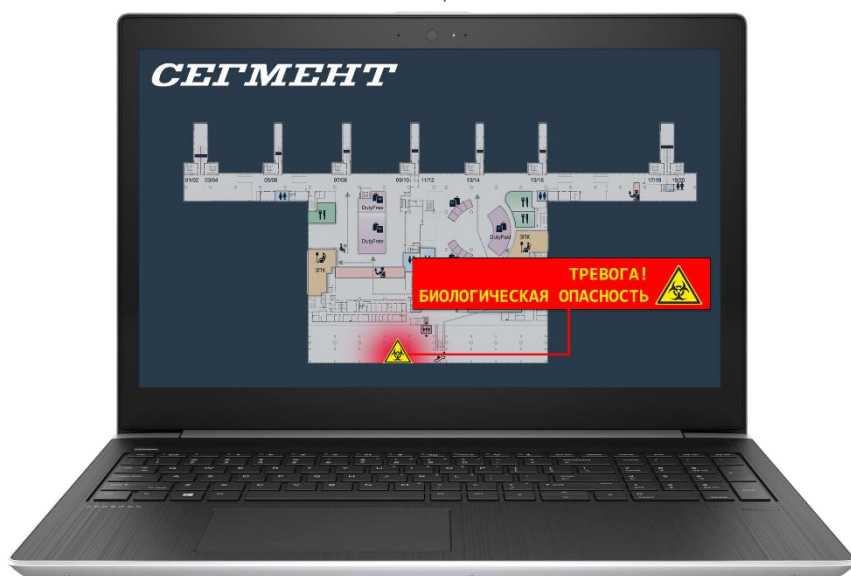 СЕГМЕНТ
01/02 03/04 05/06 07/08 09/10 11/12 13/14 15/16 17/18 19/20
DutyFree
DutyFree
DutyFree
ЗПК
ЗПК
ТРЕВОГА!
БИОЛОГИЧЕСКАЯ ОПАСНОСТЬ